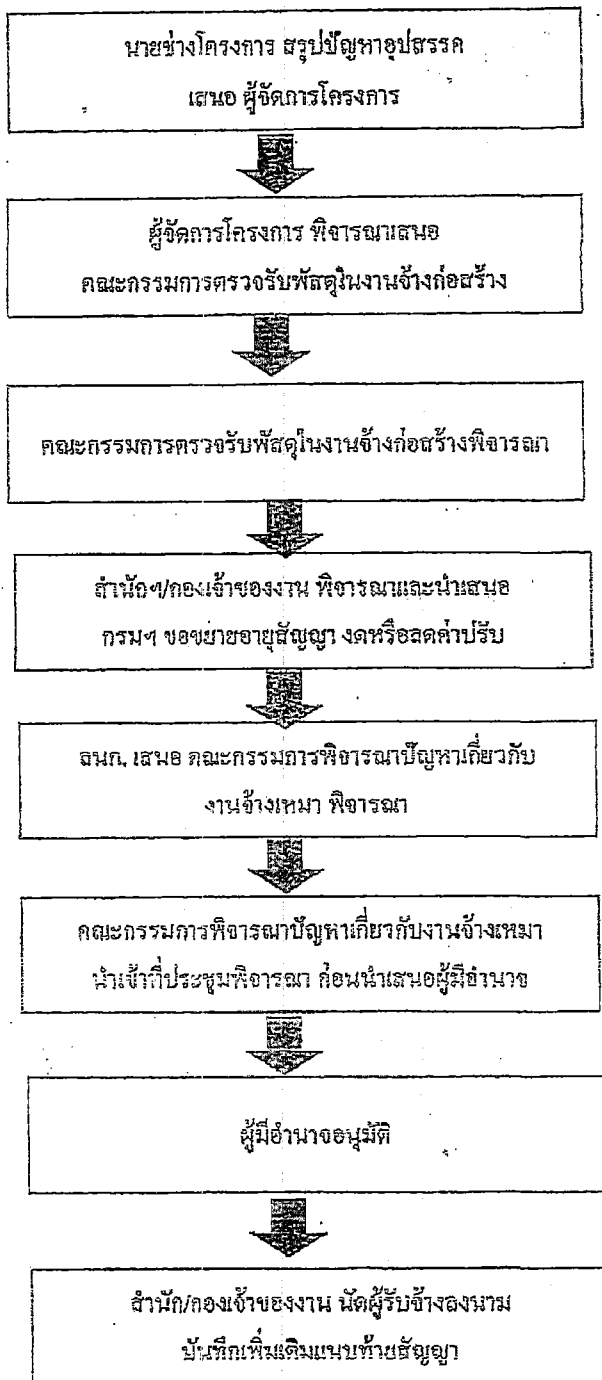 นายช่างโครงการ สรุปปัญหาอุปสรรค
เสนอ ผู้จัดการโครงการ
ผู้จัดการโครงการ พิจารณาเสนอ
คณะกรรมการตรวจรับพัสดุในงานจ้างก่อสร้าง
คณะกรรมการตรวจรับพัสดุในงานจ้างก่อสร้างพิจารณา
สำนักฯ/กองเจ้าของงาน พิจารณาและนำเสนอ
กรมฯ ขอขยายอายุสัญญา งดหรือลดค่าปรับ
สนก. เสนอ คณะกรรมการพิจารณาปัญหาเกี่ยวกับ
งานจ้างเหมา พิจารณา
คณะกรรมการพิจารณาปัญหาเกี่ยวกับงานจ้างเหมา
นำเข้าที่ประชุมพิจารณา ก่อนนำเสนอผู้มีอำนาจ
ผู้มีอำนาจอนุมัติ
สำนัก/กองเจ้าของงาน นัดผู้รับจ้างลงนาม
บันทึกเพิ่มเติมแนบท้ายสัญญา